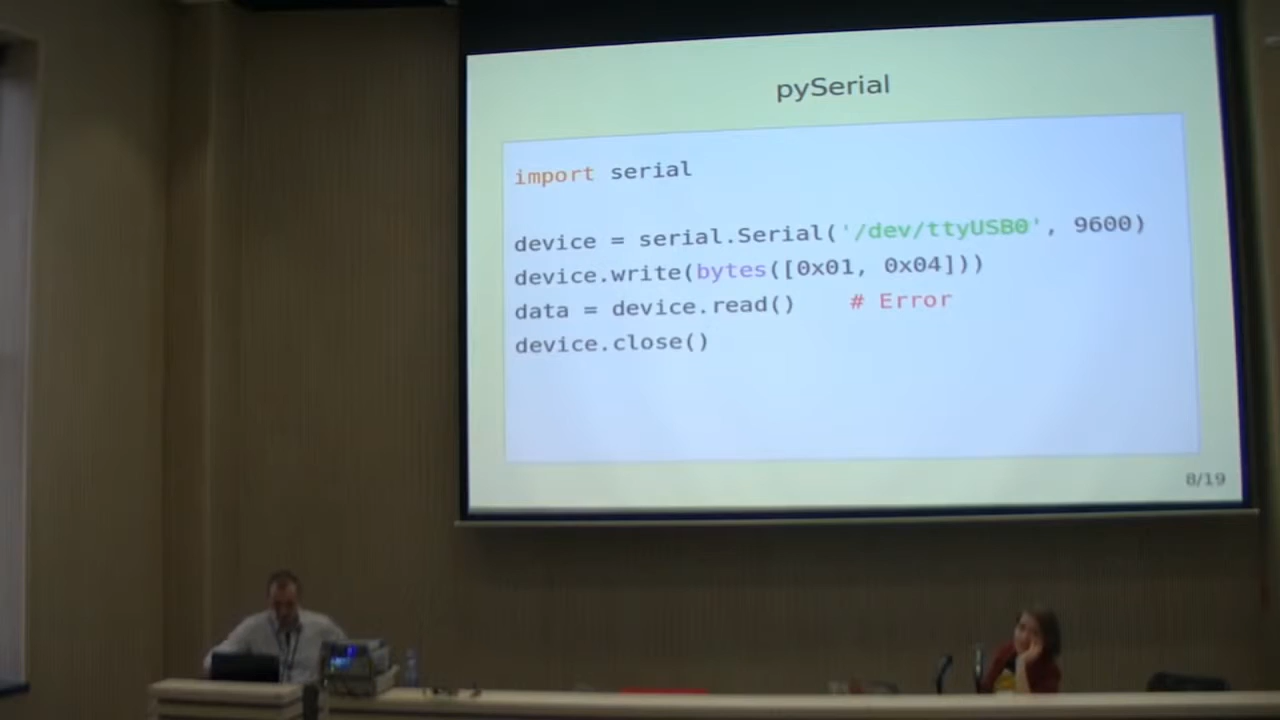 pySerial
import serial
device = serial.Serial('/dev/ttyUSB0', 9600)
device.write(bytes([0x01, 0x04]))
data = device.read()    # Error
device.close()
8/19